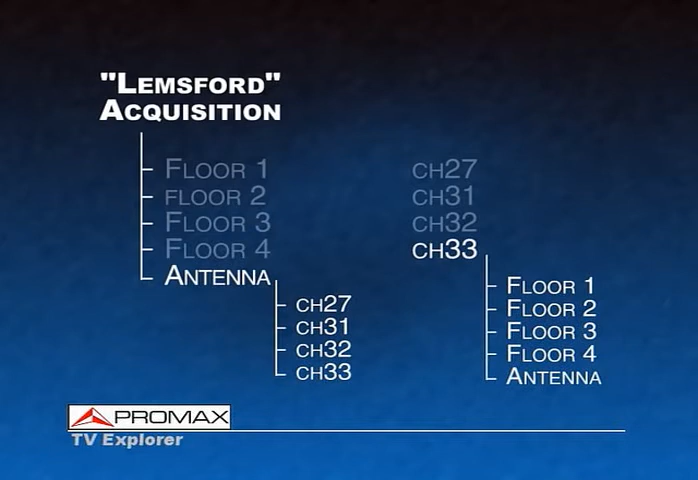 "LEMSFORD"
ACQUISITION
FLOOR 1
FLOOR 2
FLOOR 3
FLOOR 4
ANTENNA
CH27
CH31
CH32
CH33
CH27
CH31
CH32
CH33
FLOOR 1
FLOOR 2
FLOOR 3
FLOOR 4
ANTENNA
PROMAX
TV Explorer